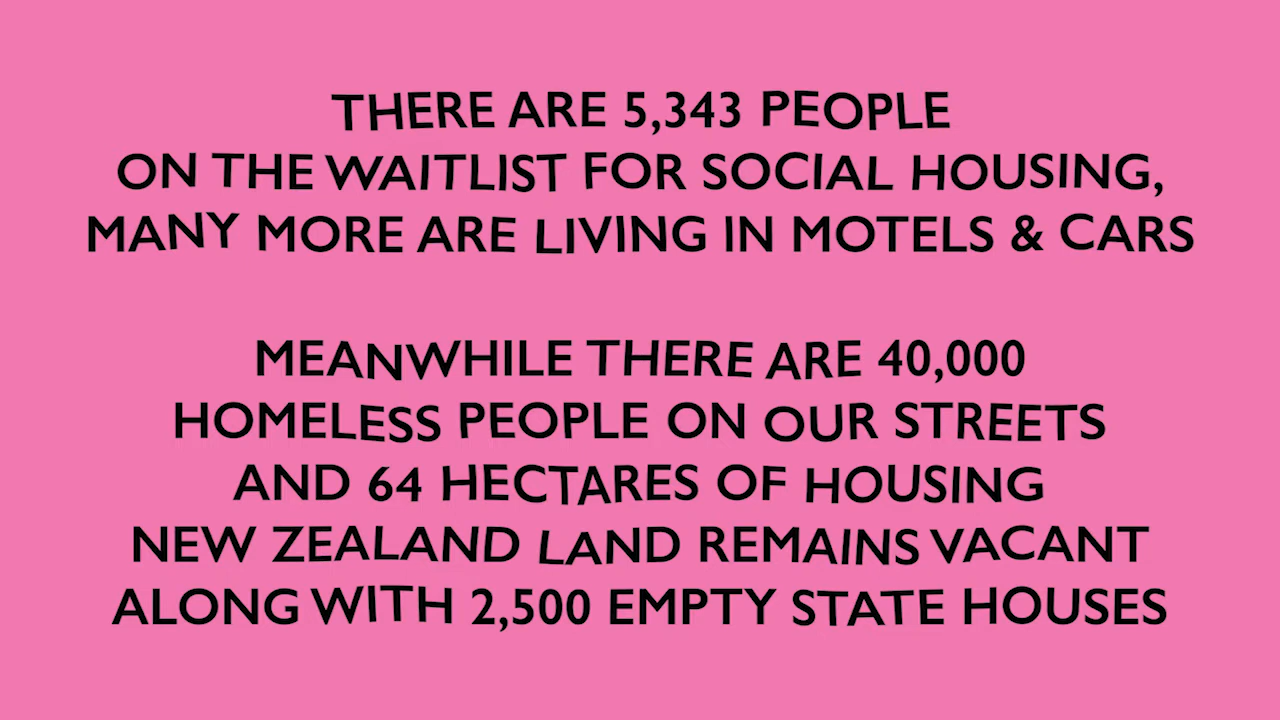 THERE ARE 5,343 PEOPLE
ON THE WAITLIST FOR SOCIAL HOUSING,
MANY MORE ARE LIVING IN MOTELS & CARS
MEANWHILE THERE ARE 40,000
HOMELESS PEOPLE ON OUR STREETS
AND 64 HECTARES OF HOUSING
NEW ZEALAND LAND REMAINS VACANT
ALONG WITH 2,500 EMPTY STATE HOUSES